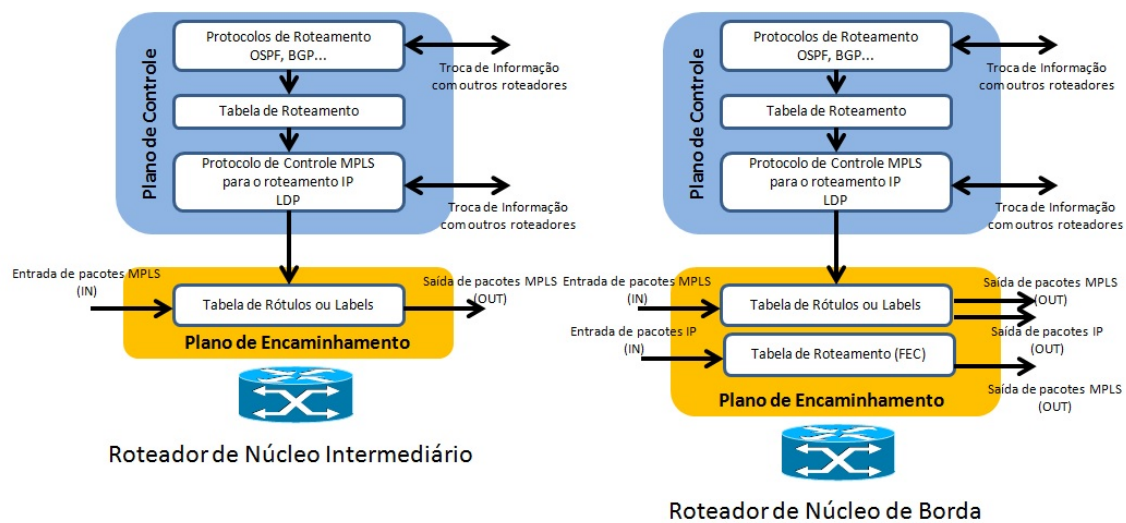 Plano de Controle
Protocolos de Roteamento
OSPF, BGP...
Troca de Informação
com outros roteadores
Tabela de Roteamento
Protocolo de Controle MPLS
para o roteamento IP
LDP
Troca de Informação
com outros roteadores
Entrada de pacotes MPLS
(IN)
Tabela de Rótulos ou Labels
Saída de pacotes MPLS
(OUT)
Plano de Encaminhamento
Roteador de Núcleo Intermediário
Plano de Controle
Protocolos de Roteamento
OSPF, BGP...
Troca de Informação
com outros roteadores
Tabela de Roteamento
Protocolo de Controle MPLS
para o roteamento IP
LDP
Troca de Informação
com outros roteadores
Entrada de pacotes MPLS
(IN)
Tabela de Rótulos ou Labels
Saída de pacotes MPLS
(OUT)
Saída de pacotes IP
(OUT)
Entrada de pacotes IP
(IN)
Tabela de Roteamento (FEC)
Saída de pacotes MPLS
(OUT)
Plano de Encaminhamento
Roteador de Núcleo de Borda